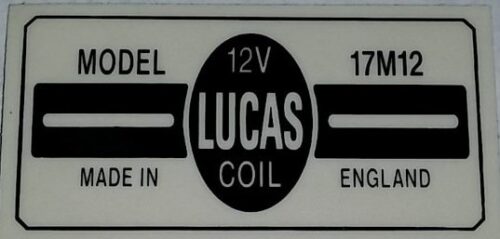 MODEL 12V 17M12
LUCAS
MADE IN COIL ENGLAND